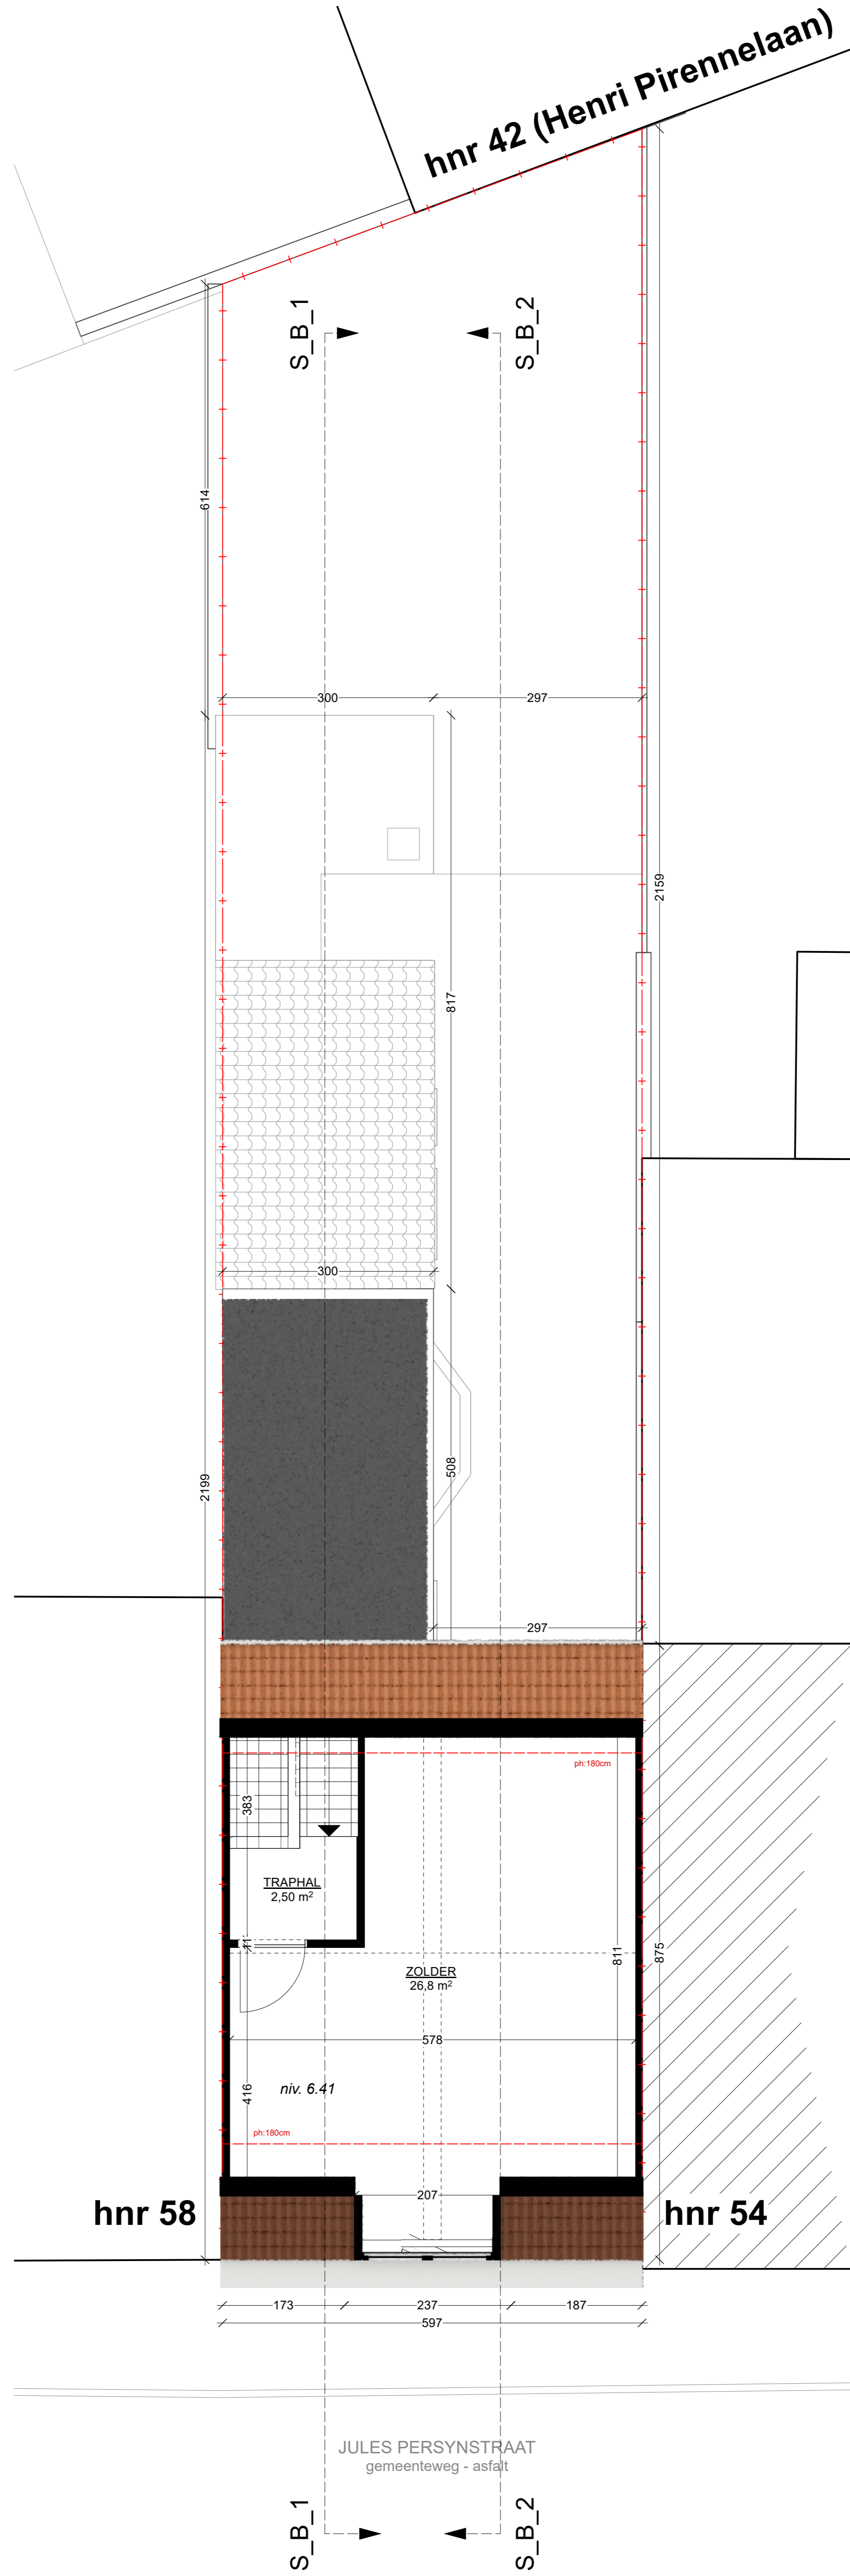 hnr 42 (Henri Pirennelaan)
S_B_1
S_B_2
614
300
297
2159
817
300
508
2199
297
ph:180cm
383
TRAPHAL
2,50 m²
11
ZOLDER
26,8 m²
811
875
578
416
niv. 6.41
ph:180cm
207
hnr 58
hnr 54
173
237
187
597
JULES PERSYNSTRAAT
gemeenteweg - asfalt
S_B_1
S_B_2